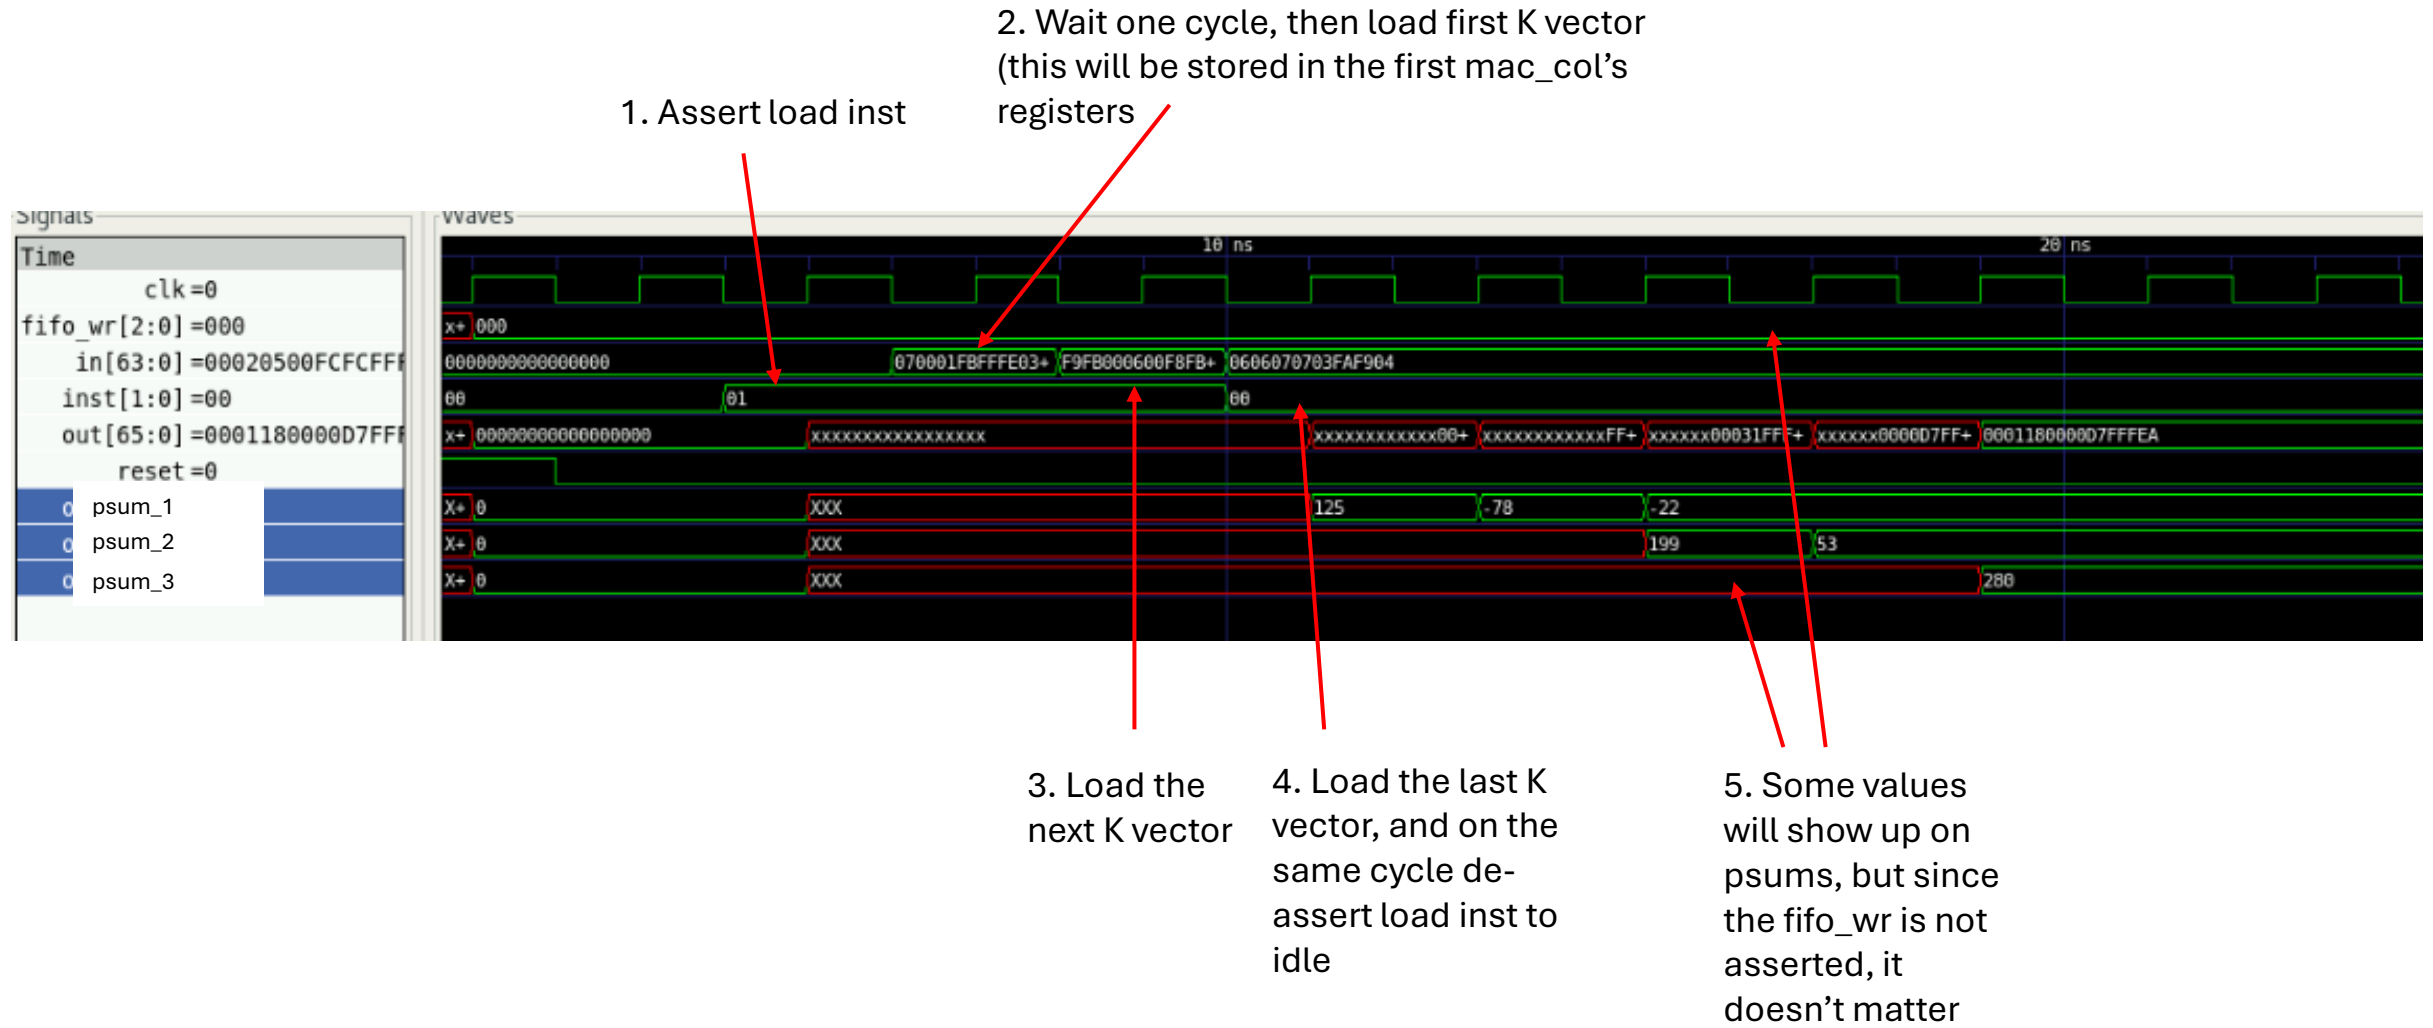 2. Wait one cycle, then load first K vector
(this will be stored in the first mac_col’s
registers
1. Assert load inst
Signals
Waves
Time
10 ns
20 ns
clk =0
fifo_wr[2:0] =000
x+ 000
in[63:0] =00020500FCFCFFF
0000000000000000 070001FBFFFE03+ F9FB000600F8FB+ 0606070703FAF904
inst[1:0] =00
00 01 00
out[65:0] =0001180000D7FFF
x+ 00000000000000000 xxxxxxxxxxxxxxxxx xxxxxxxxxxxx00+ xxxxxxxxxxxxFF+ xxxxxx00031FFF+ xxxxxx0000D7FF+ 0001180000D7FFFEA
reset =0
psum_1
X+ 0 XXX 125 -78 -22
psum_2
X+ 0 XXX 199 53
psum_3
X+ 0 XXX 280
3. Load the
next K vector
4. Load the last K
vector, and on the
same cycle de-
assert load inst to
idle
5. Some values
will show up on
psums, but since
the fifo_wr is not
asserted, it
doesn’t matter